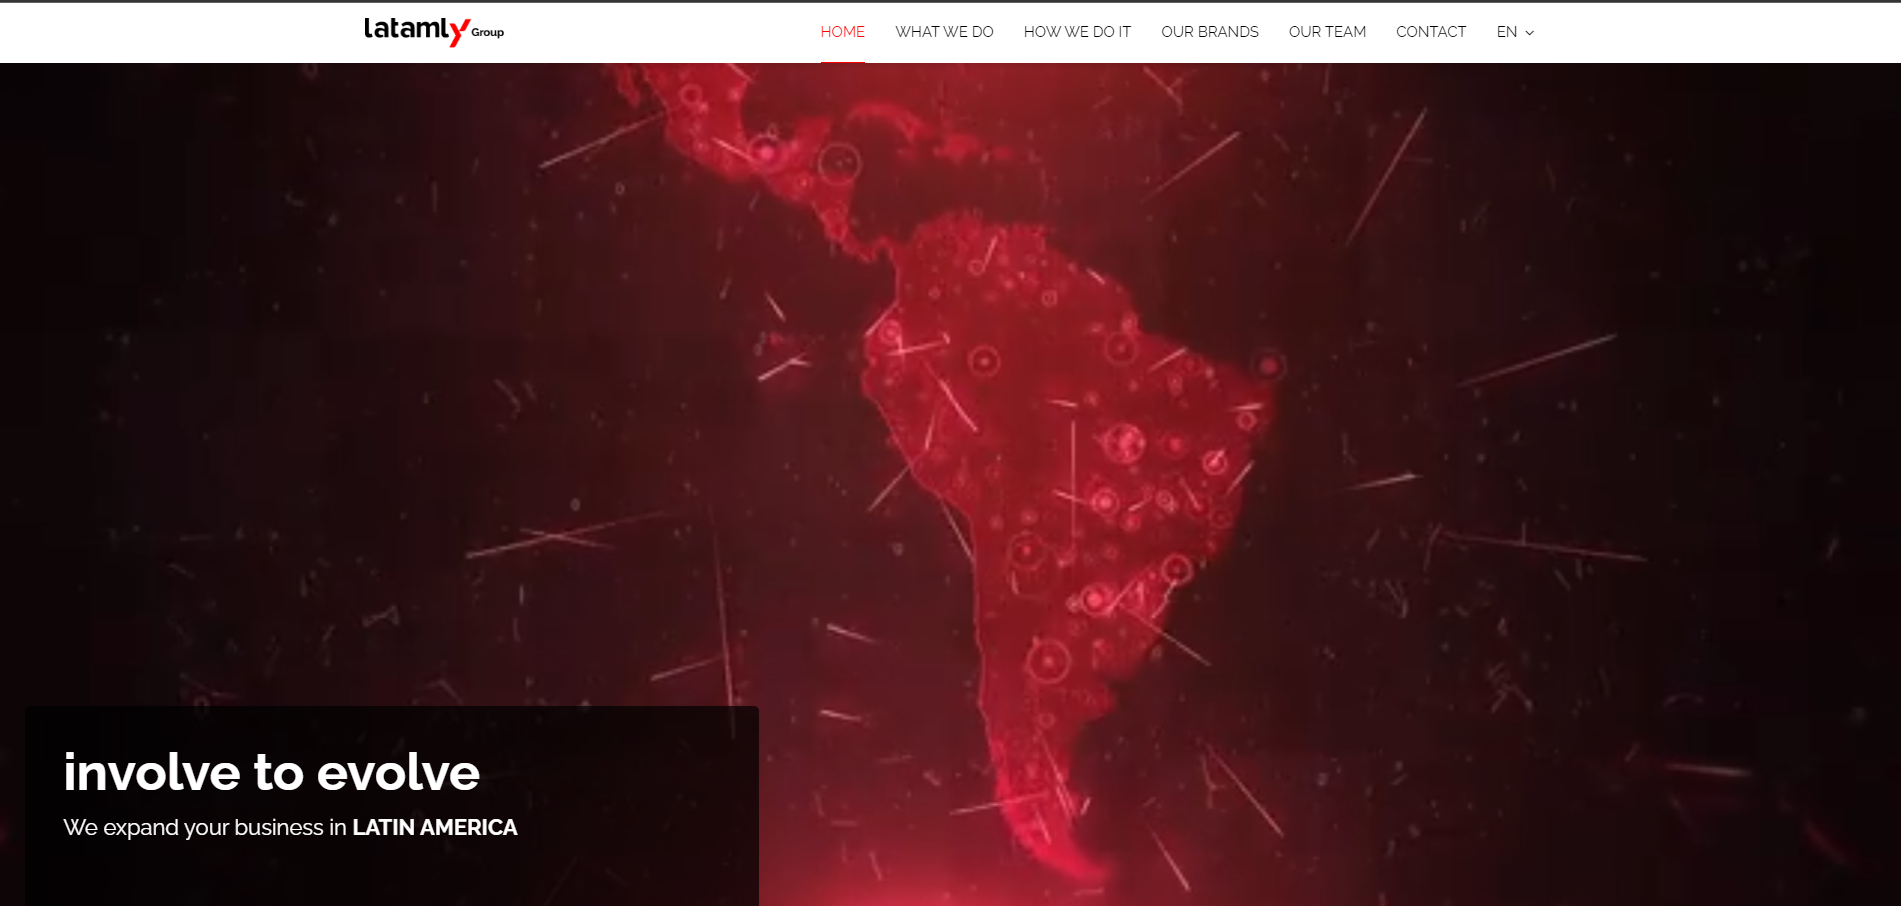 latamly Group
HOME WHAT WE DO HOW WE DO IT OUR BRANDS OUR TEAM CONTACT EN
involve to evolve
We expand your business in LATIN AMERICA